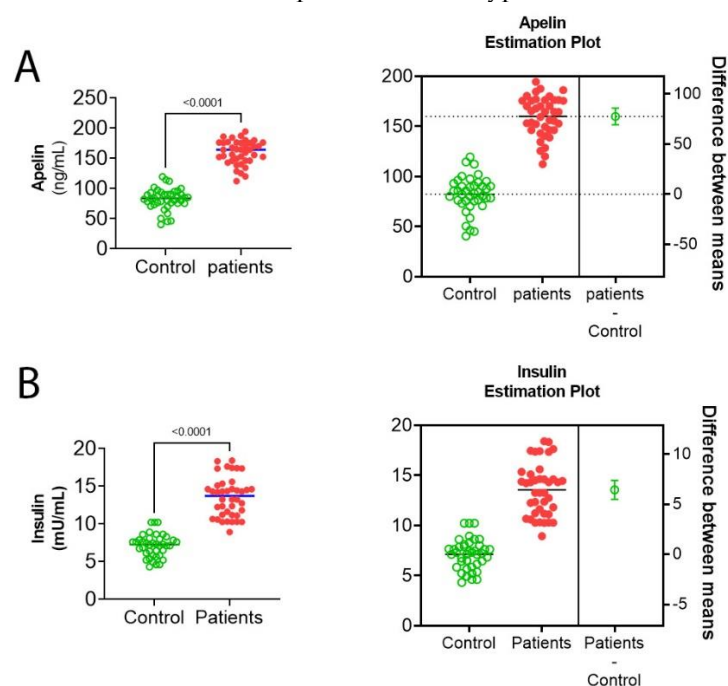 A
Apelin
(ng/mL)
250
200
150
100
50
0
<0.0001
Control patients
Apelin
Estimation Plot
200
150
100
50
0
100
50
0
-50
Difference between means
Control patients patients
-
Control
B
Insulin
(mU/mL)
20
15
10
5
0
<0.0001
Control Patients
Insulin
Estimation Plot
20
15
10
5
0
10
5
0
-5
Difference between means
Control Patients Patients
-
Control